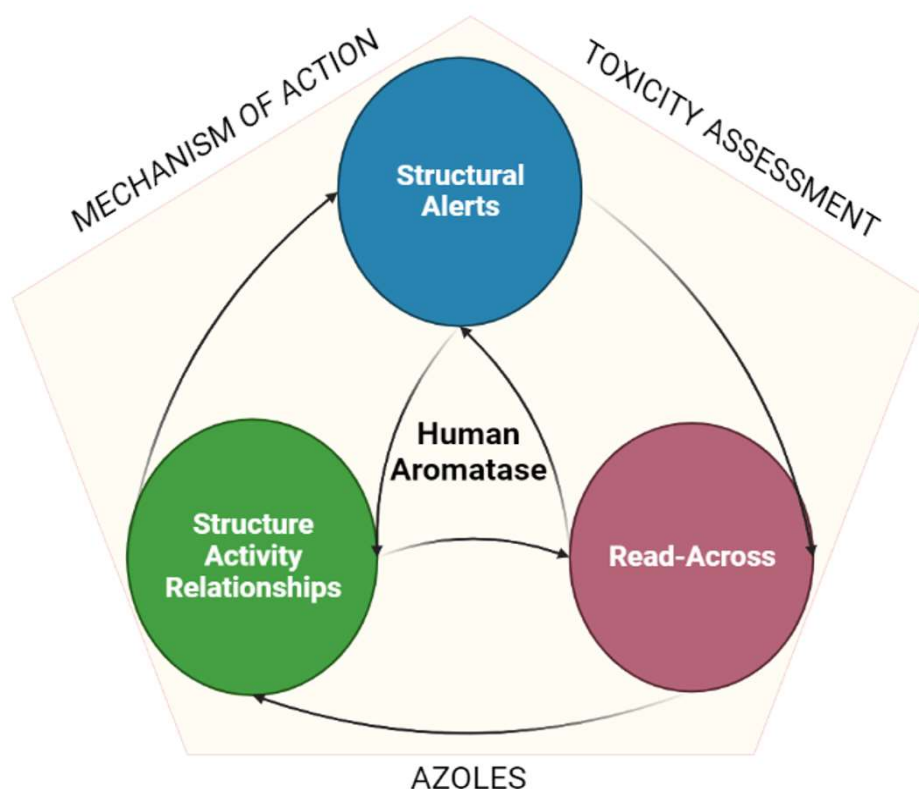 MECHANISM OF ACTION
TOXICITY ASSESSMENT
Structural
Alerts
Human
Aromatase
Structure
Activity
Relationships
Read-Across
AZOLES